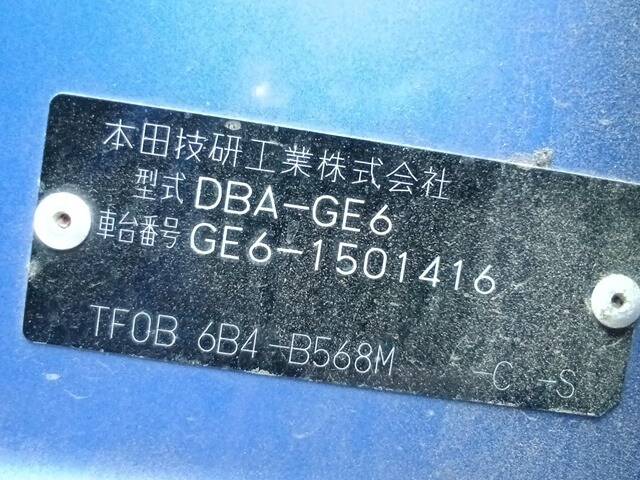 本田技研工業株式会社
型式 DBA-GE6
車台番号 GE6-1501416
TF0B 6B4-B568M -C -S